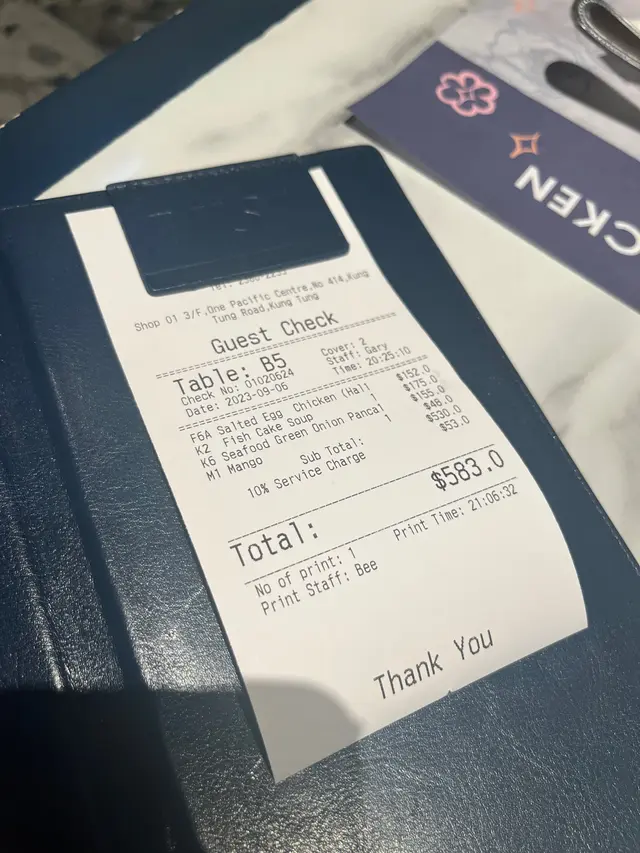 Shop 01 3/F,One Pacific Centre,No 414,Kung
Tung Road,Kung Tung
Guest Check
Table: B5
Cover: 2
Check No: 01020624
Staff: Gary
Date: 2023-09-06
Time: 20:25:10
F6A Salted Egg Chicken (Hal1 $152.0
K2 Fish Cake Soup 1 $175.0
K6 Seafood Green Onion Panca1 $155.0
M1 Mango 1 $48.0
Sub Total: $530.0
10% Service Charge $53.0
Total: $583.0
Print Time: 21:06:32
No of print: 1
Print Staff: Bee
Thank You
CKEN